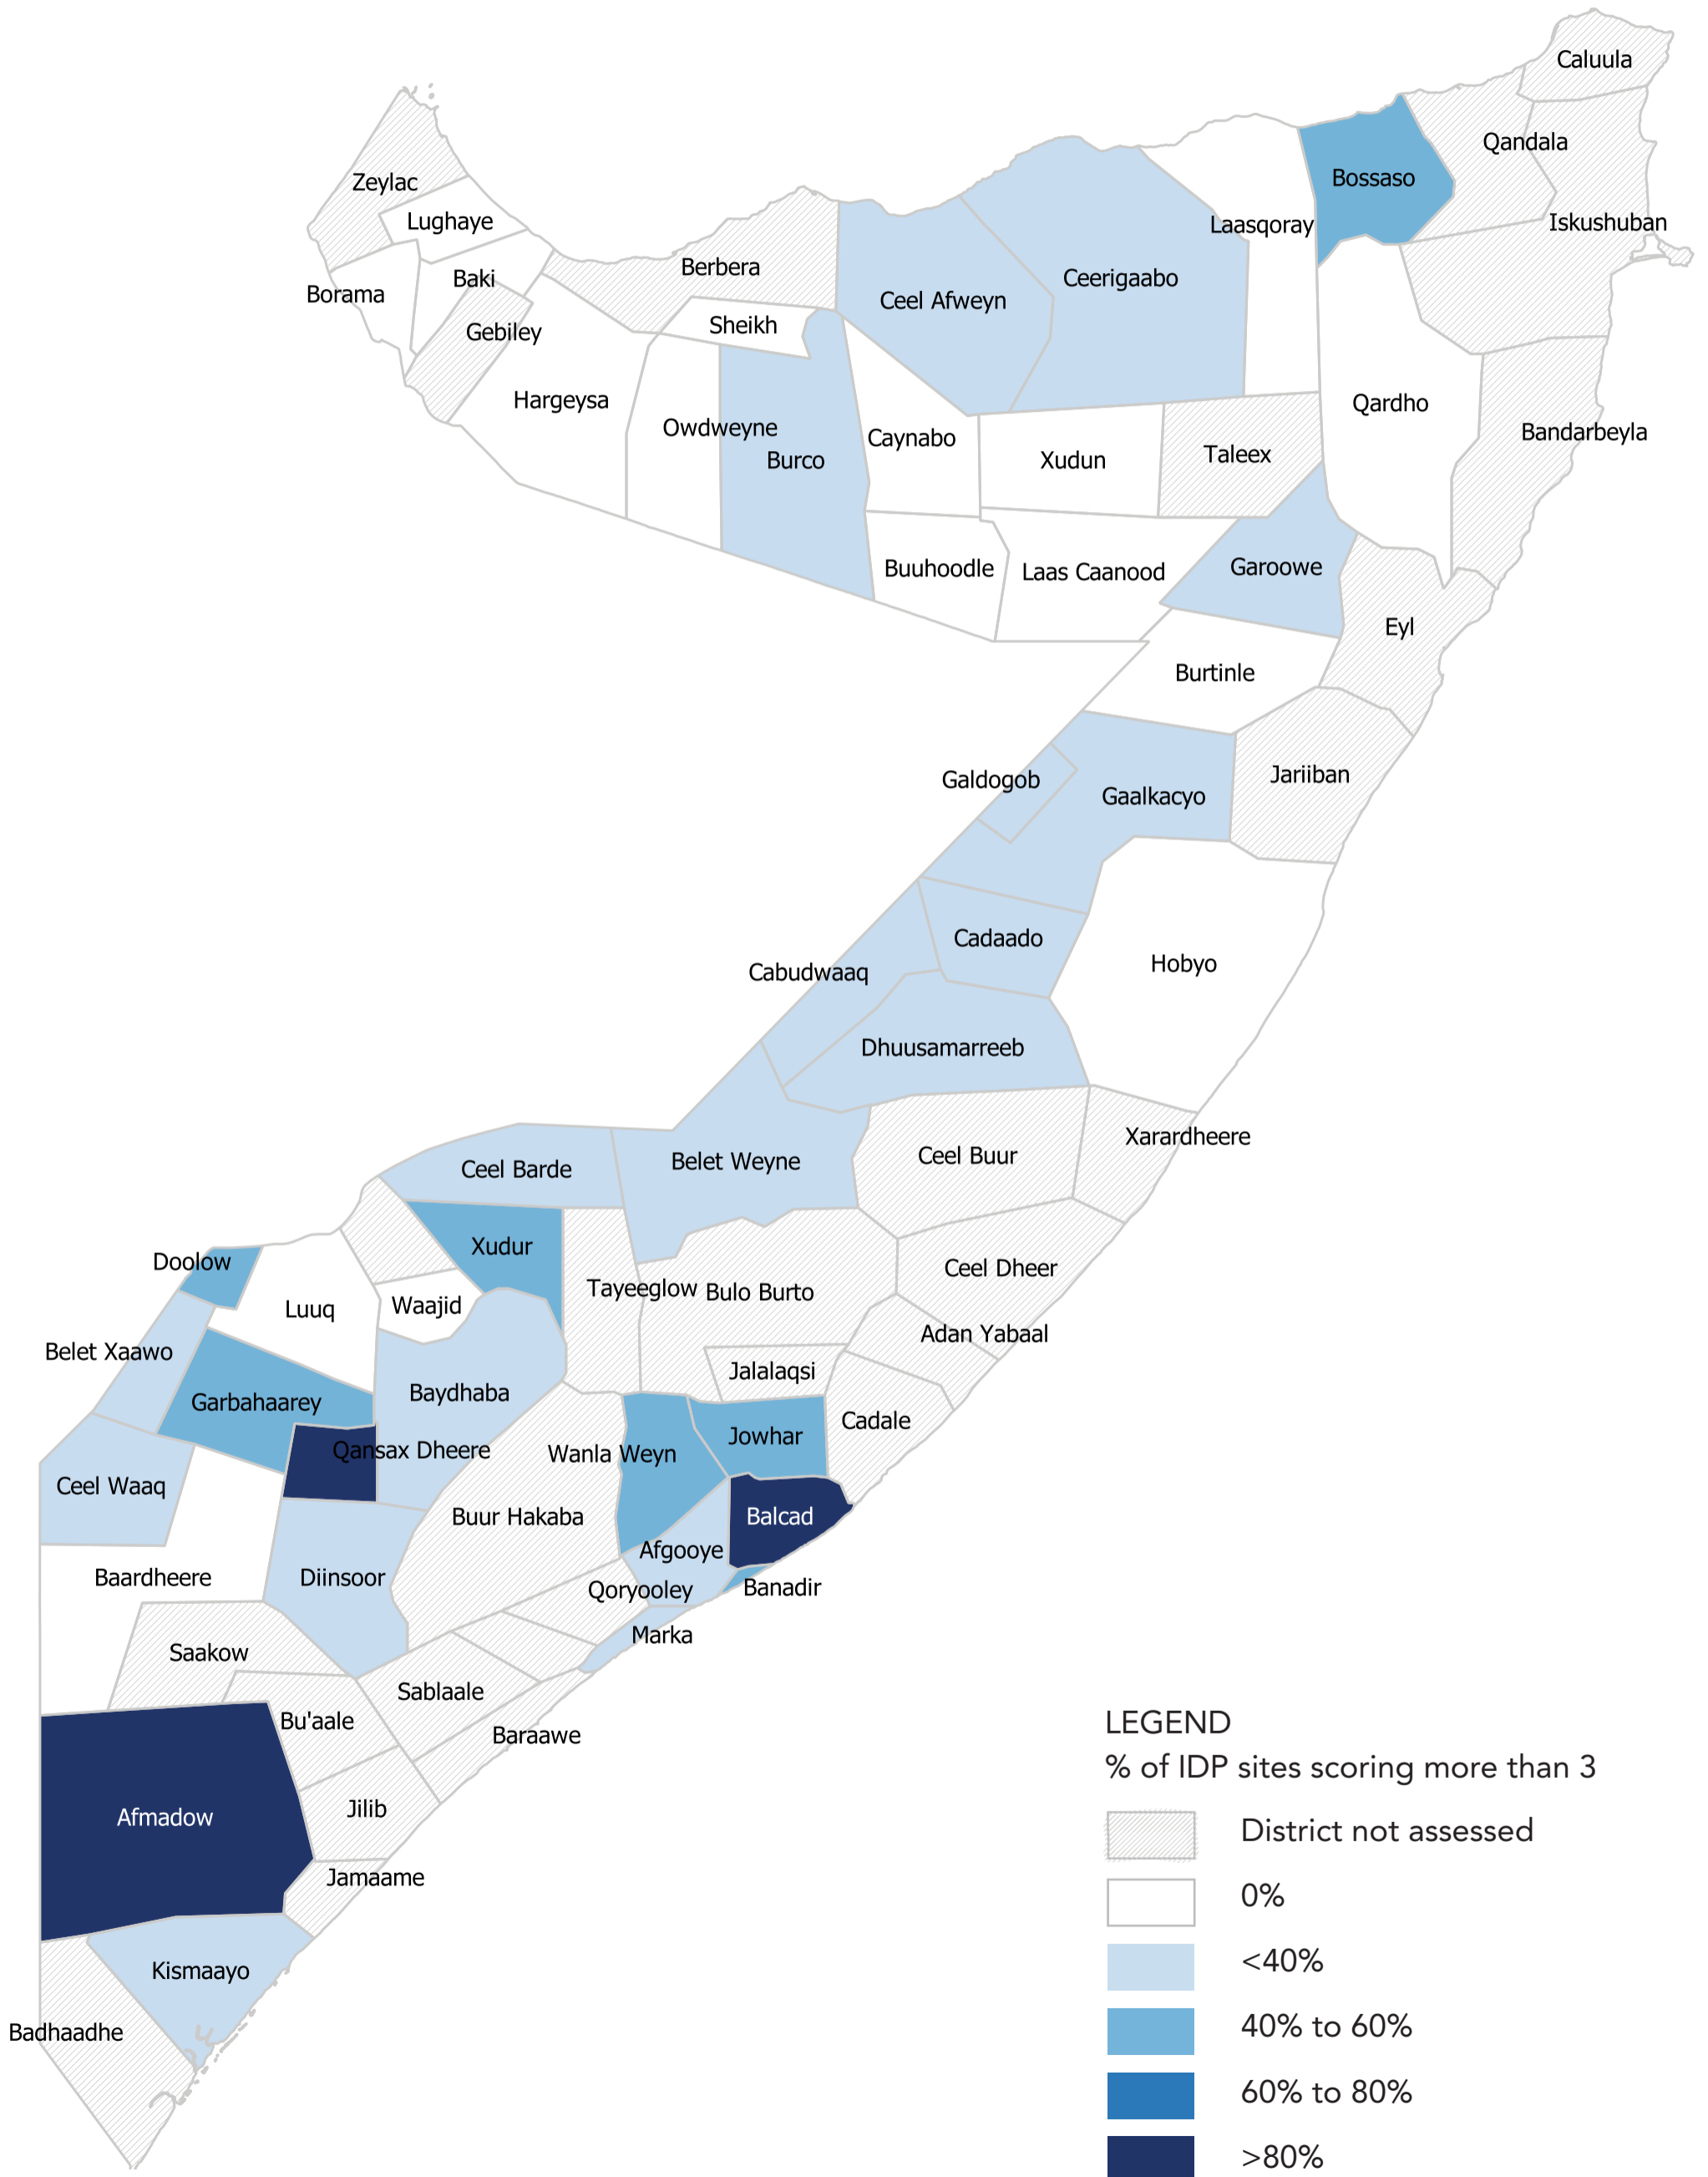 Caluula
Qandala
Bossaso
Zeylac
Lughaye
Laasqoray
Iskushuban
Berbera
Baki
Ceerigaabo
Borama
Ceel Afweyn
Sheikh
Gebiley
Hargeysa
Qardho
Owdweyne
Caynabo
Bandarbeyla
Burco
Xudun
Taleex
Buuhoodle
Laas Caanood
Garoowe
Eyl
Burtinle
Galdogob
Jariiban
Gaalkacyo
Cadaado
Hobyo
Cabudwaaq
Dhuusamarreeb
Xarardheere
Ceel Buur
Belet Weyne
Ceel Barde
Xudur
Doolow
Ceel Dheer
Tayeeglow
Bulo Burto
Waajid
Luuq
Adan Yabaal
Belet Xaawo
Jalalaqsi
Baydhaba
Garbahaarey
Cadale
Jowhar
Qansax Dheere
Wanla Weyn
Ceel Waaq
Buur Hakaba
Balcad
Afgooye
Baardheere
Diinsoor
Qoryooley
Banadir
Marka
Saakow
Sablaale
Bu'aale
Baraawe
Jilib
Afmadow
Jamaame
Kismaayo
Badhaadhe
LEGEND
% of IDP sites scoring more than 3
District not assessed
0%
<40%
40% to 60%
60% to 80%
>80%